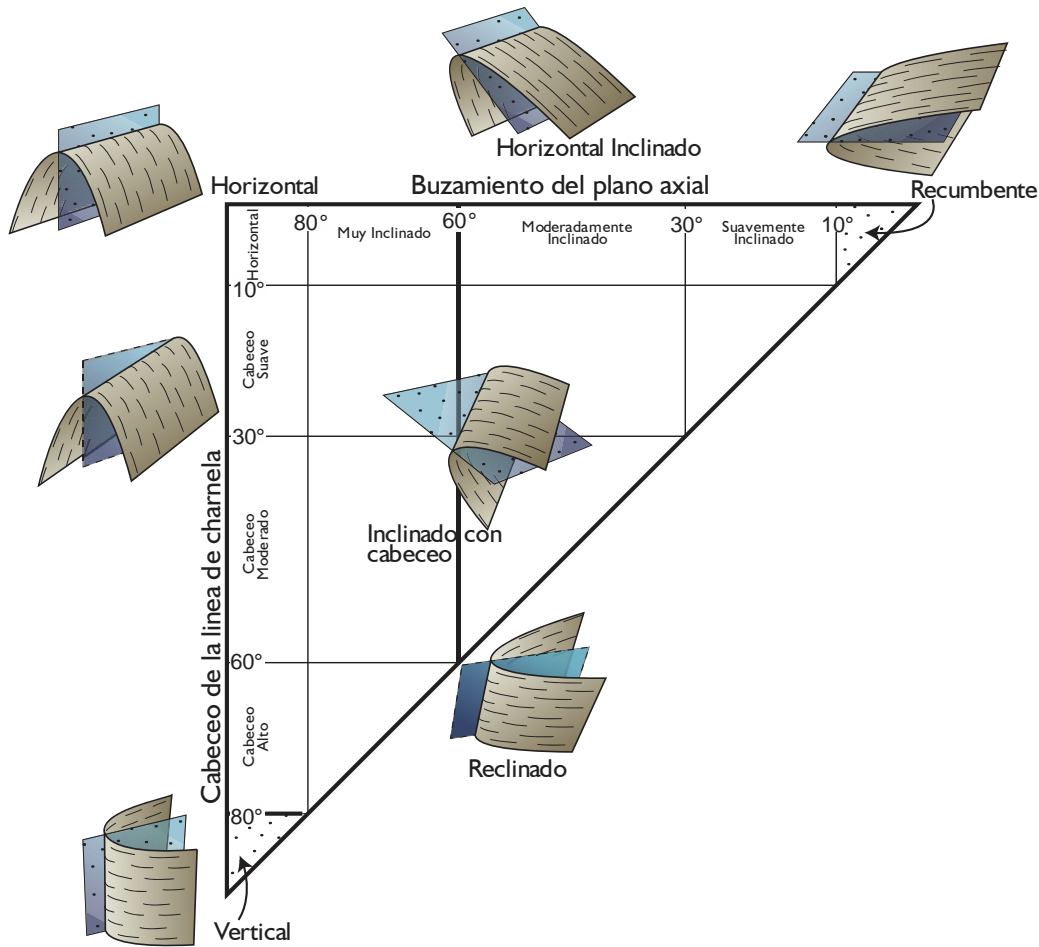 Horizontal Inclinado
Horizontal
Buzamiento del plano axial
Recumbente
80°
Muy Inclinado
60°
Moderadamente
Inclinado
30°
Suavemente
Inclinado
10°
Horizontal
10°
Cabeceo
Suave
30°
Cabeceo de la linea de charnela
Inclinado con
cabeceo
Cabeceo
Moderado
60°
Cabeceo
Alto
Reclinado
80°
Vertical